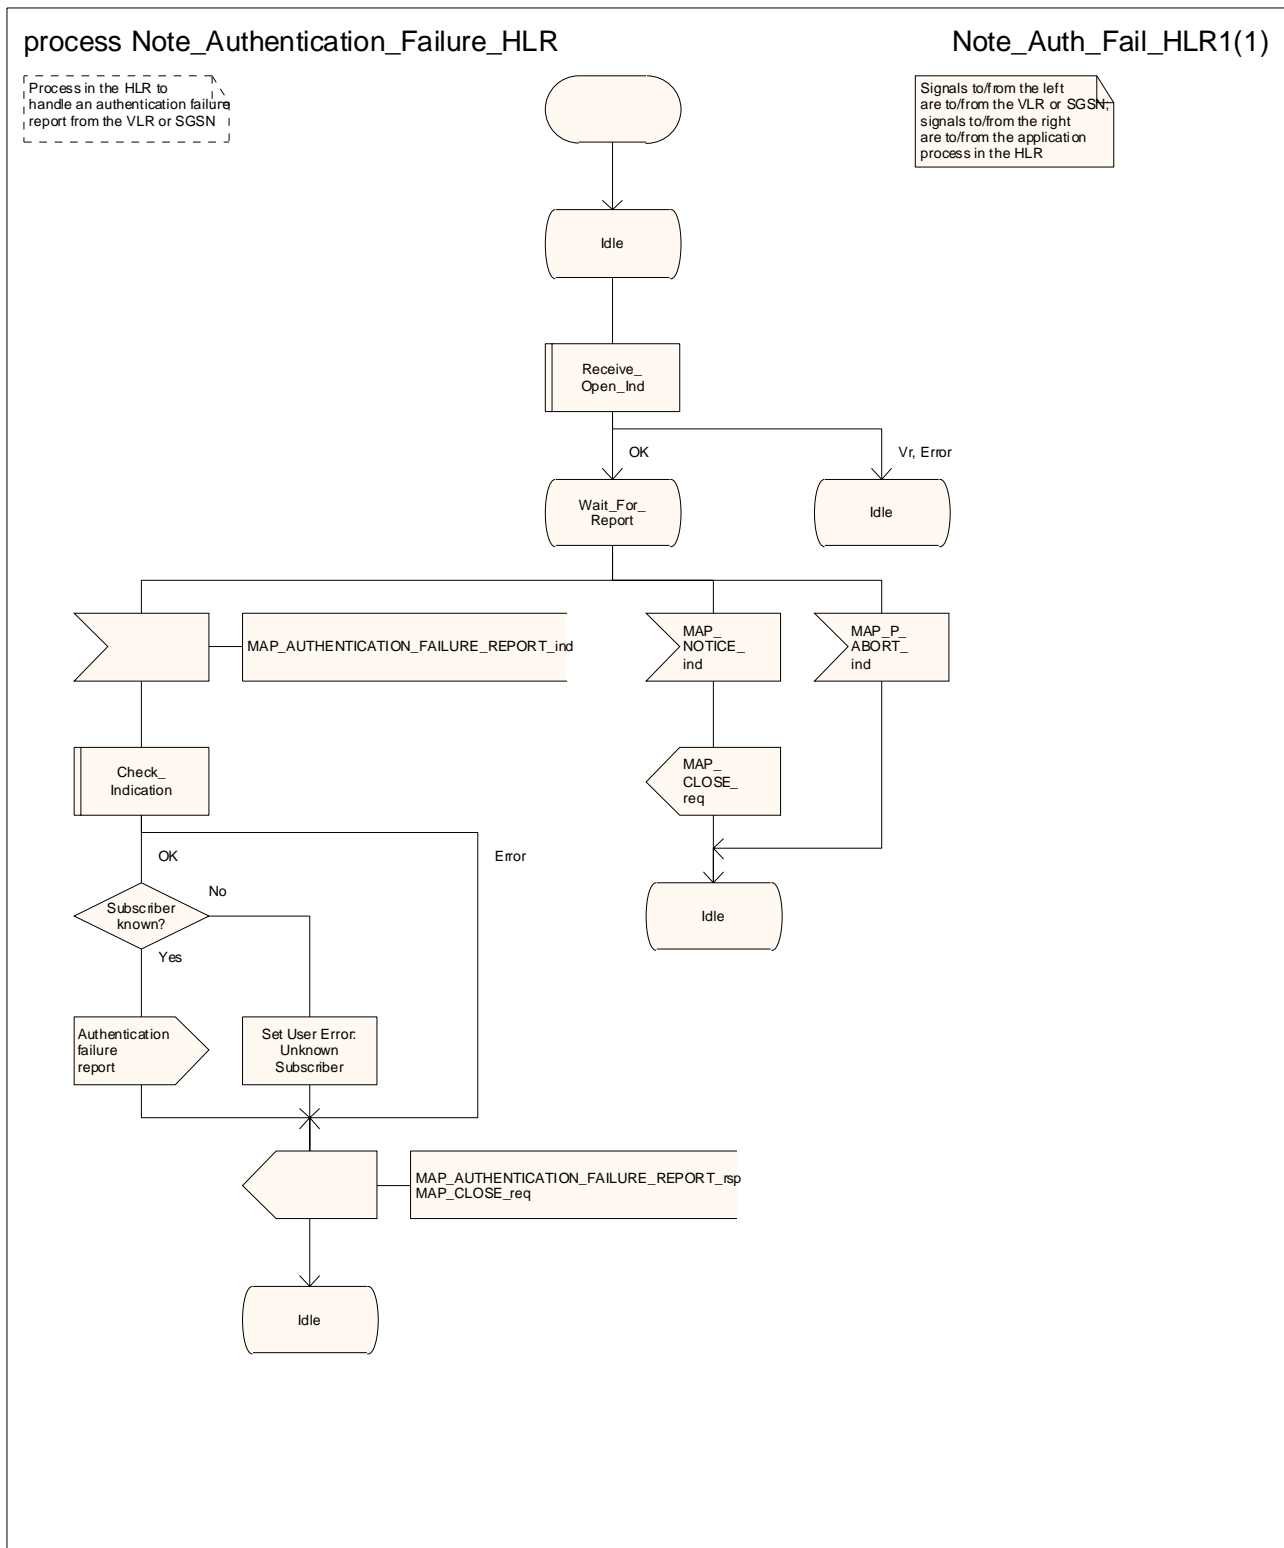 process Note_Authentication_Failure_HLR
Note_Auth_Fail_HLR1(1)
Process in the HLR to
handle an authentication failure
report from the VLR or SGSN
Signals to/from the left
are to/from the VLR or SGSN;
signals to/from the right
are to/from the application
process in the HLR
Idle
Receive_
Open_Ind
OK
Vr, Error
Wait_For_
Report
Idle
MAP_AUTHENTICATION_FAILURE_REPORT_ind
MAP_
NOTICE_
ind
MAP_P_
ABORT_
ind
Check_
Indication
MAP_
CLOSE_
req
OK
Error
No
Subscriber
known?
Idle
Yes
Authentication
failure
report
Set User Error:
Unknown
Subscriber
MAP_AUTHENTICATION_FAILURE_REPORT_rsp
MAP_CLOSE_req
Idle